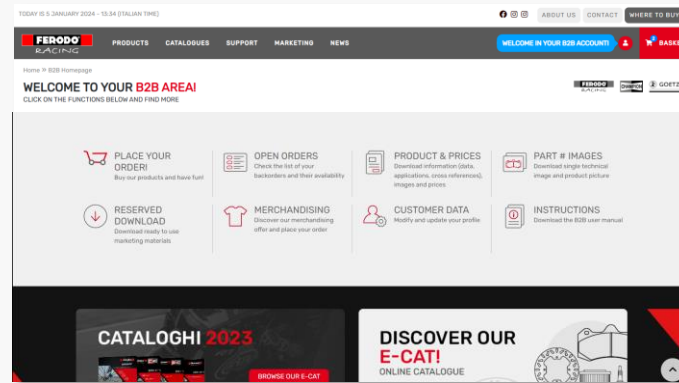 TODAY IS 5 JANUARY 2024 - 15:34 (ITALIAN TIME)
ABOUT US CONTACT WHERE TO BUY
FERODO RACING
PRODUCTS CATALOGUES SUPPORT MARKETING NEWS
WELCOME IN YOUR B2B ACCOUNT! BASKE
Home » B2B Homepage
WELCOME TO YOUR B2B AREA!
CLICK ON THE FUNCTIONS BELOW AND FIND MORE
FERODO RACING CHAMPION GOETZ
PLACE YOUR
ORDER!
Buy our products and have fun!
OPEN ORDERS
Check the list of your
backorders and their availability
PRODUCT & PRICES
Download information (data,
applications, cross references),
images and prices
PART # IMAGES
Download single technical
image and product picture
RESERVED
DOWNLOAD
Download ready to use
marketing materials
MERCHANDISING
Discover our merchandising
offer and place your order
CUSTOMER DATA
Modify and update your profile
INSTRUCTIONS
Download the B2B user manual
CATALOGHI 2023
BROWSE OUR E-CAT
DISCOVER OUR
E-CAT!
ONLINE CATALOGUE